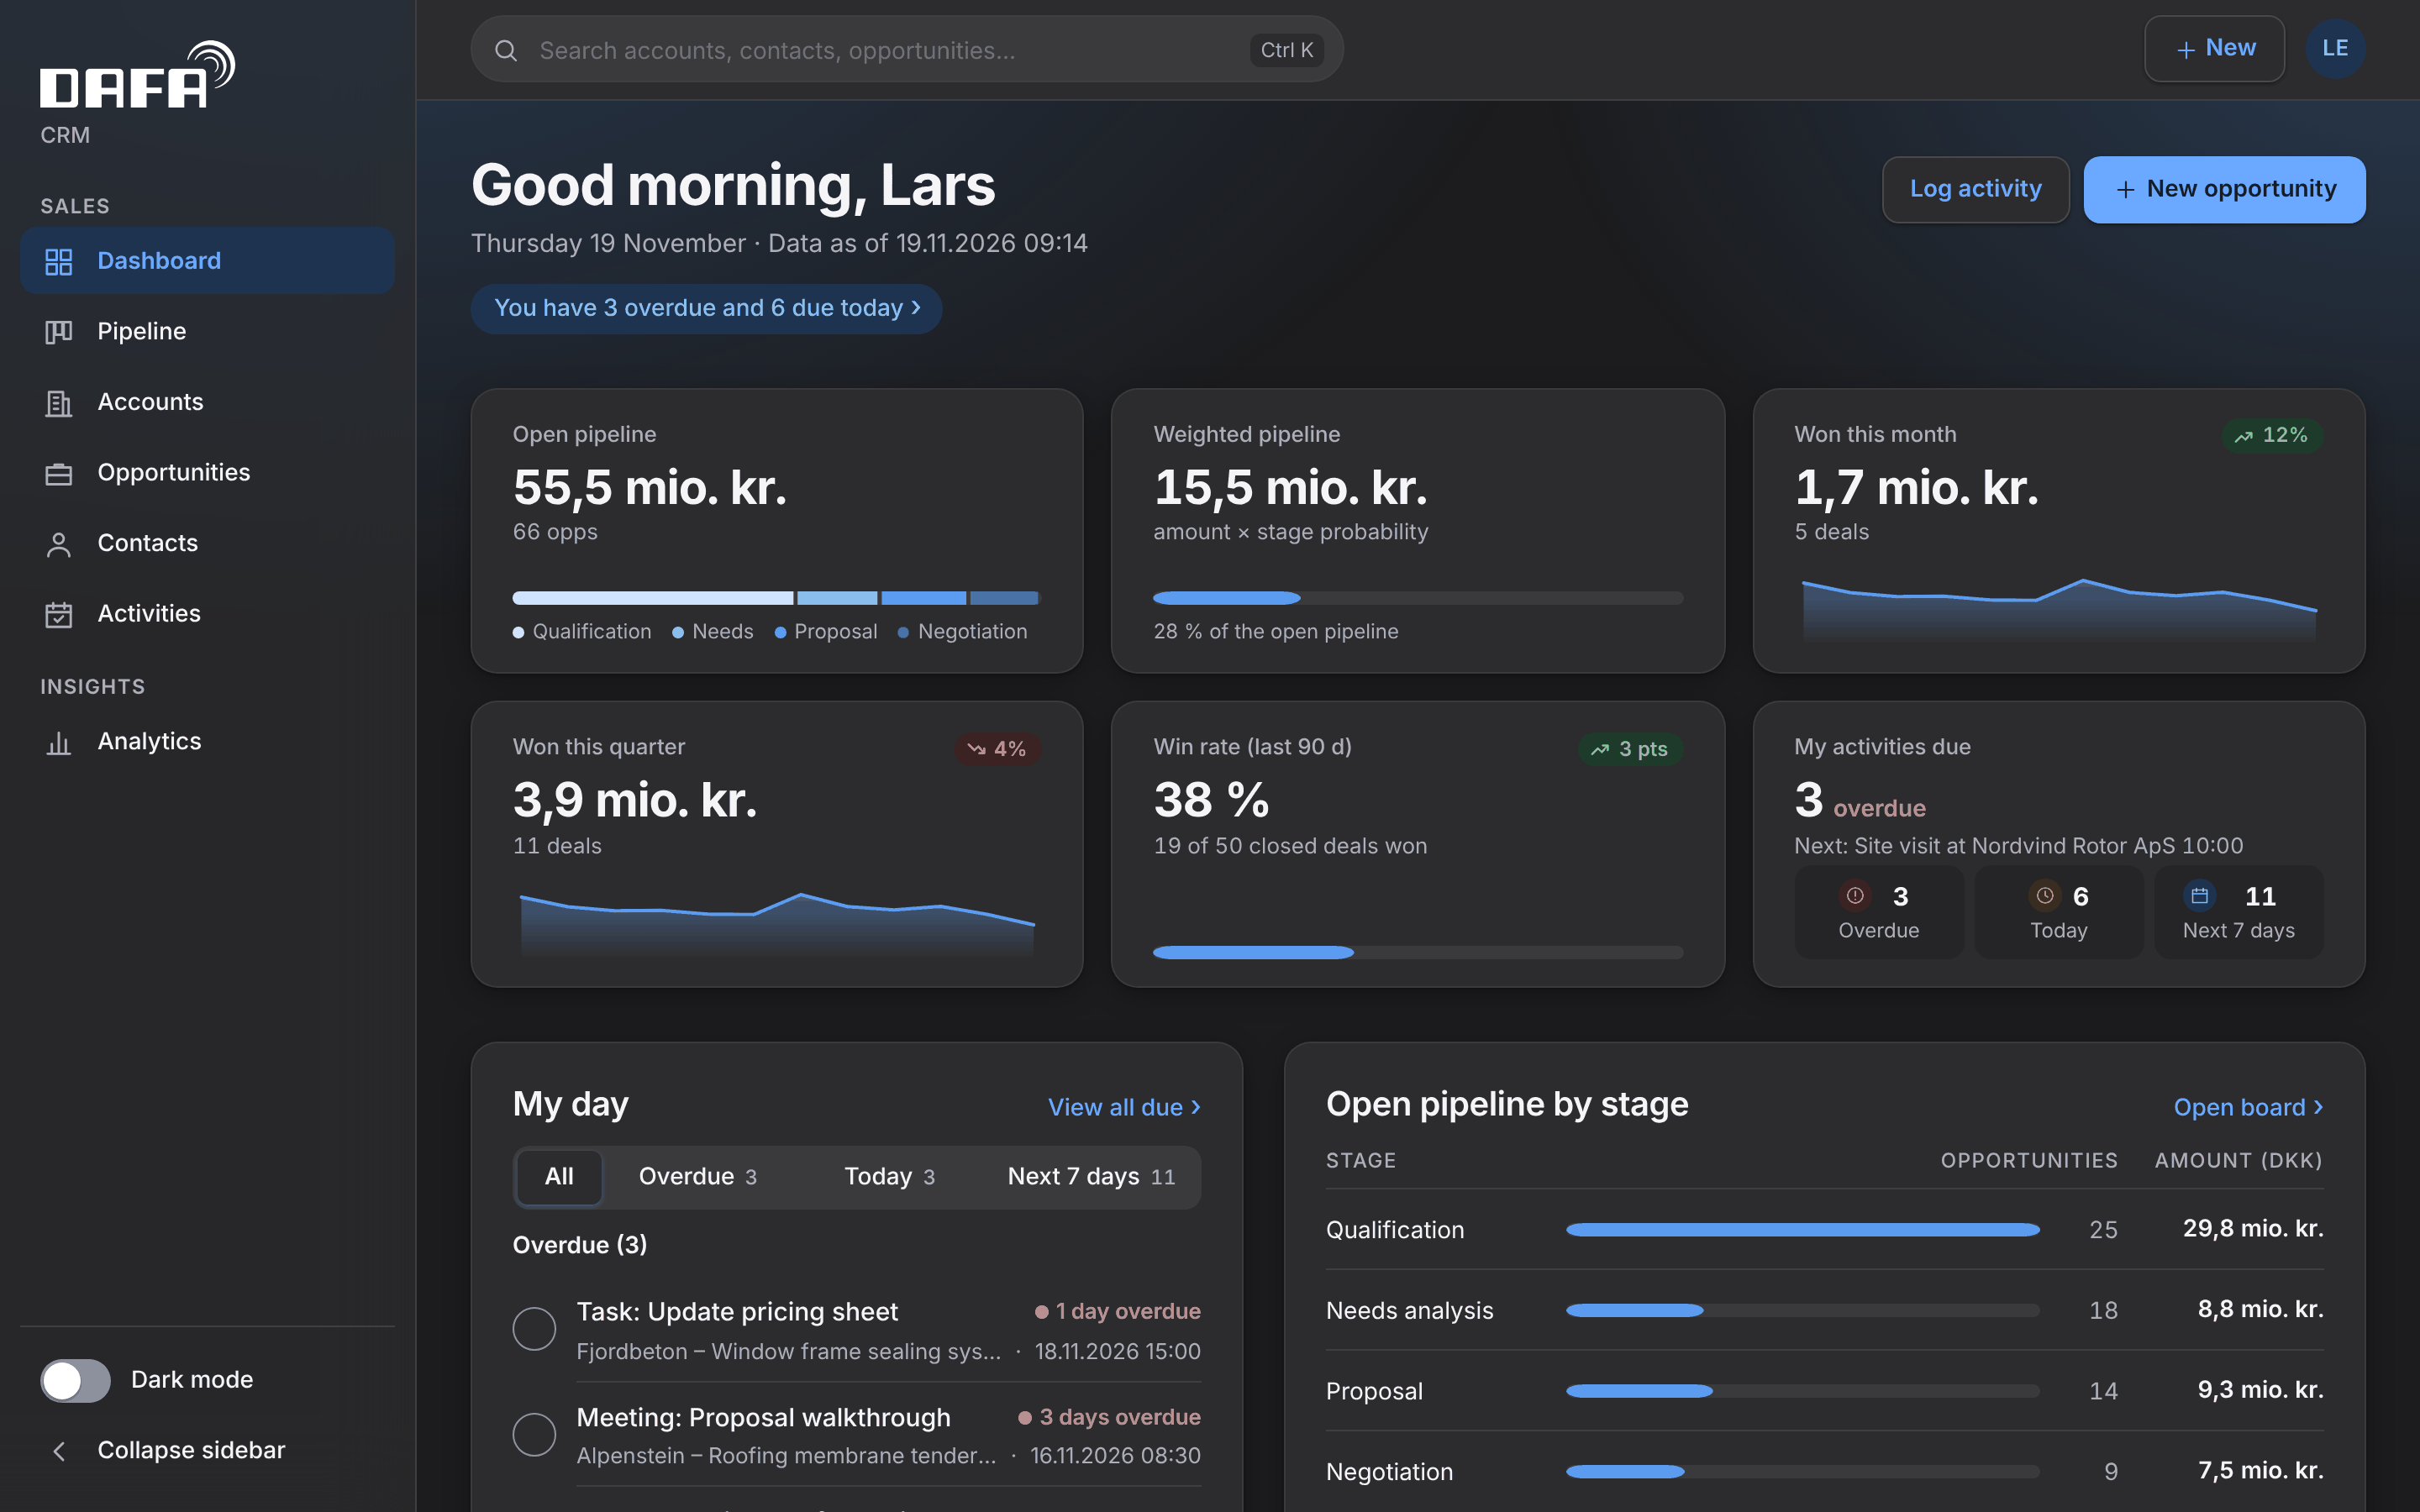 DAFA
CRM
SALES
Dashboard
Pipeline
Accounts
Opportunities
Contacts
Activities
INSIGHTS
Analytics
Dark mode
Collapse sidebar
Search accounts, contacts, opportunities...
Ctrl K
+ New
LE
Good morning, Lars
Thursday 19 November · Data as of 19.11.2026 09:14
You have 3 overdue and 6 due today ›
Log activity
+ New opportunity
Open pipeline
55,5 mio. kr.
66 opps
Qualification Needs Proposal Negotiation
Weighted pipeline
15,5 mio. kr.
amount × stage probability
28 % of the open pipeline
Won this month
12%
1,7 mio. kr.
5 deals
Won this quarter
4%
3,9 mio. kr.
11 deals
Win rate (last 90 d)
3 pts
38 %
19 of 50 closed deals won
My activities due
3 overdue
Next: Site visit at Nordvind Rotor ApS 10:00
3
Overdue
6
Today
11
Next 7 days
My day
View all due ›
All
Overdue 3
Today 3
Next 7 days 11
Overdue (3)
Task: Update pricing sheet
1 day overdue
Fjordbeton – Window frame sealing sys... · 18.11.2026 15:00
Meeting: Proposal walkthrough
3 days overdue
Alpenstein – Roofing membrane tender... · 16.11.2026 08:30
Open pipeline by stage
Open board ›
STAGE OPPORTUNITIES AMOUNT (DKK)
Qualification 25 29,8 mio. kr.
Needs analysis 18 8,8 mio. kr.
Proposal 14 9,3 mio. kr.
Negotiation 9 7,5 mio. kr.